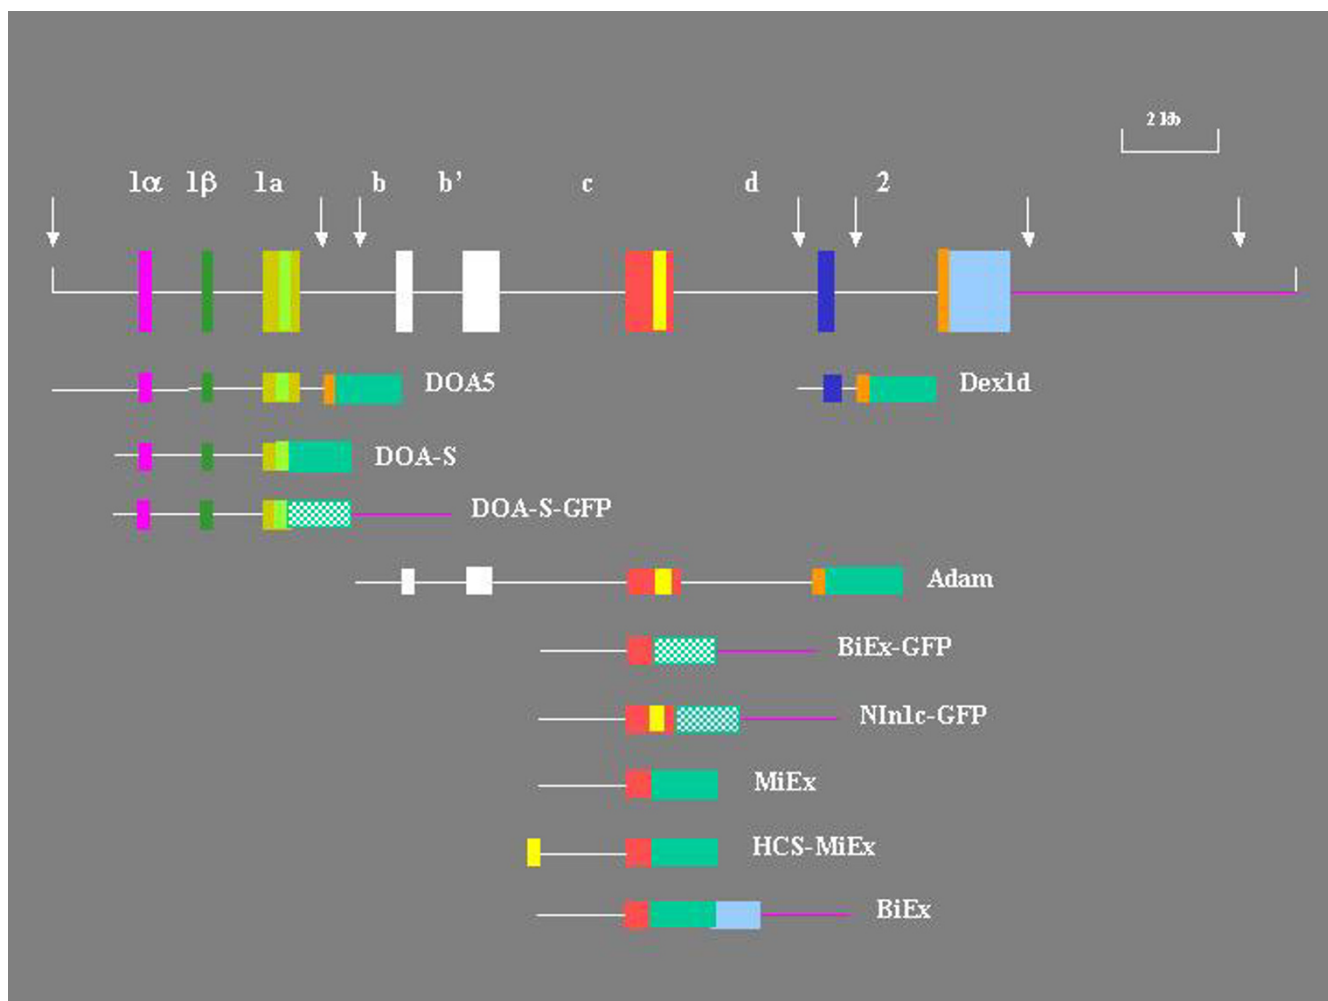 2 kb
1α 1β 1a b b' c d 2
DOA5 Dex1d
DOA-S
DOA-S-GFP
Adam
BiEx-GFP
NIn1c-GFP
MiEx
HCS-MiEx
BiEx